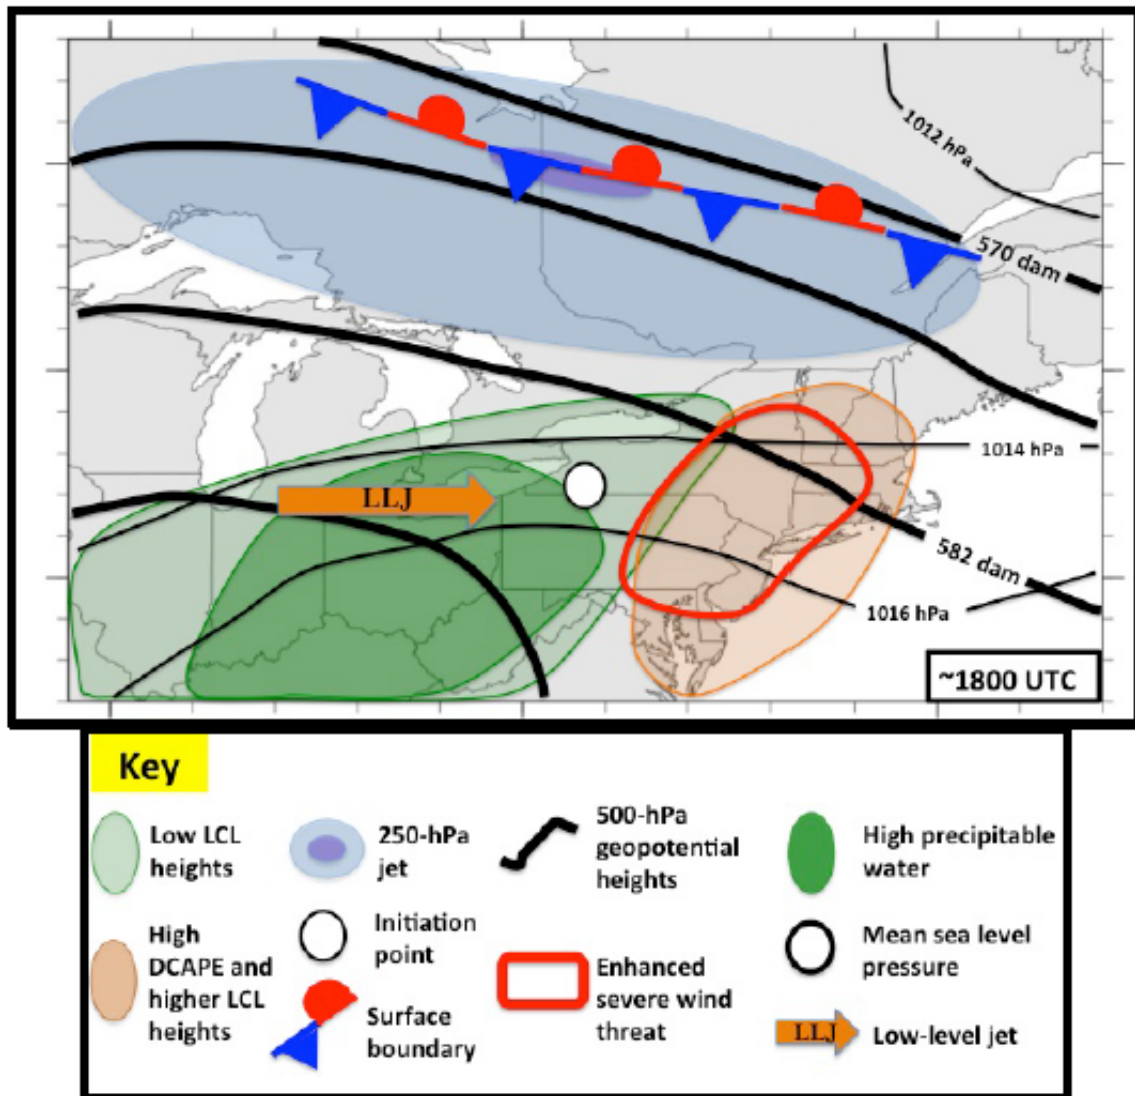 1012 hPa
570 dam
1014 hPa
LLJ
582 dam
1016 hPa
~1800 UTC
Key
Low LCL
heights
250-hPa
jet
500-hPa
geopotential
heights
High precipitable
water
High
DCAPE and
higher LCL
heights
Initiation
point
Surface
boundary
Enhanced
severe wind
threat
Mean sea level
pressure
LLJ
Low-level jet